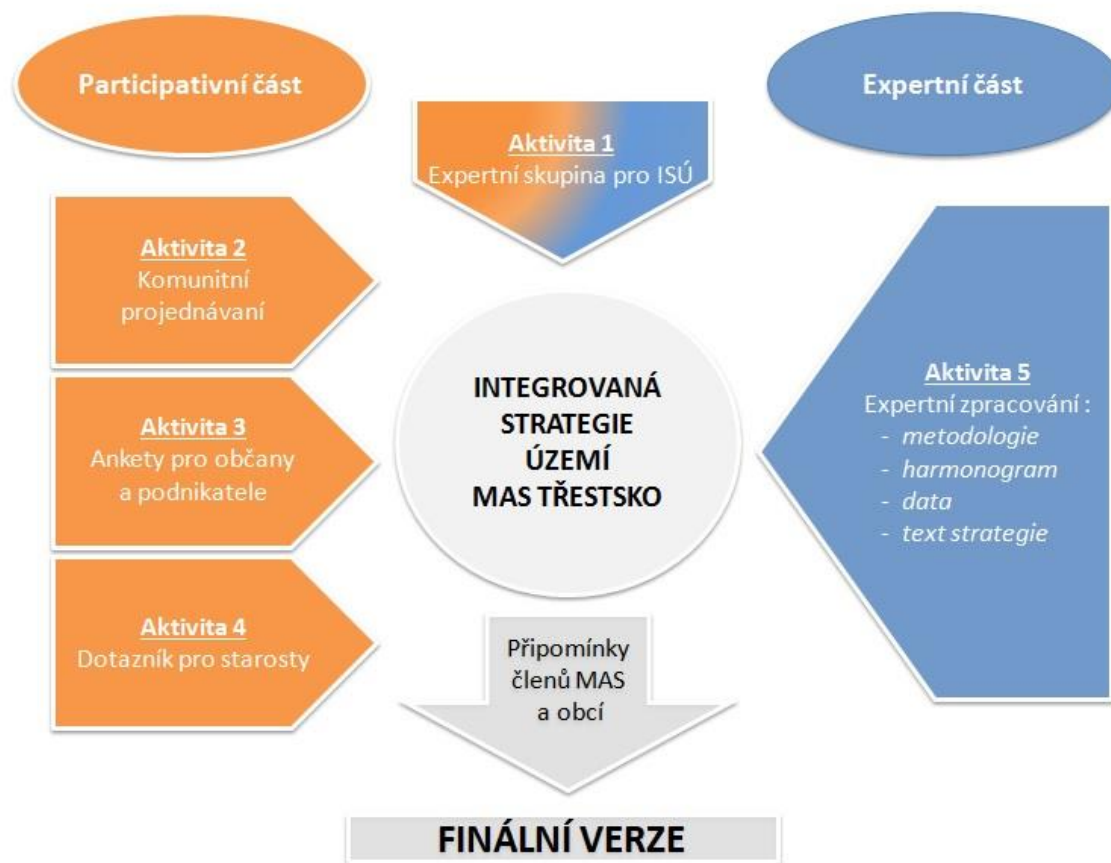 Participativní část
Expertní část
Aktivita 1
Expertní skupina pro ISÚ
Aktivita 2
Komunitní
projednávaní
Aktivita 3
Ankety pro občany
a podnikatele
Aktivita 4
Dotazník pro starosty
INTEGROVANÁ
STRATEGIE
ÚZEMÍ
MAS TŘESTSKO
Aktivita 5
Expertní zpracování :
- metodologie
- harmonogram
- data
- text strategie
Připomínky
členů MAS
a obcí
FINÁLNÍ VERZE